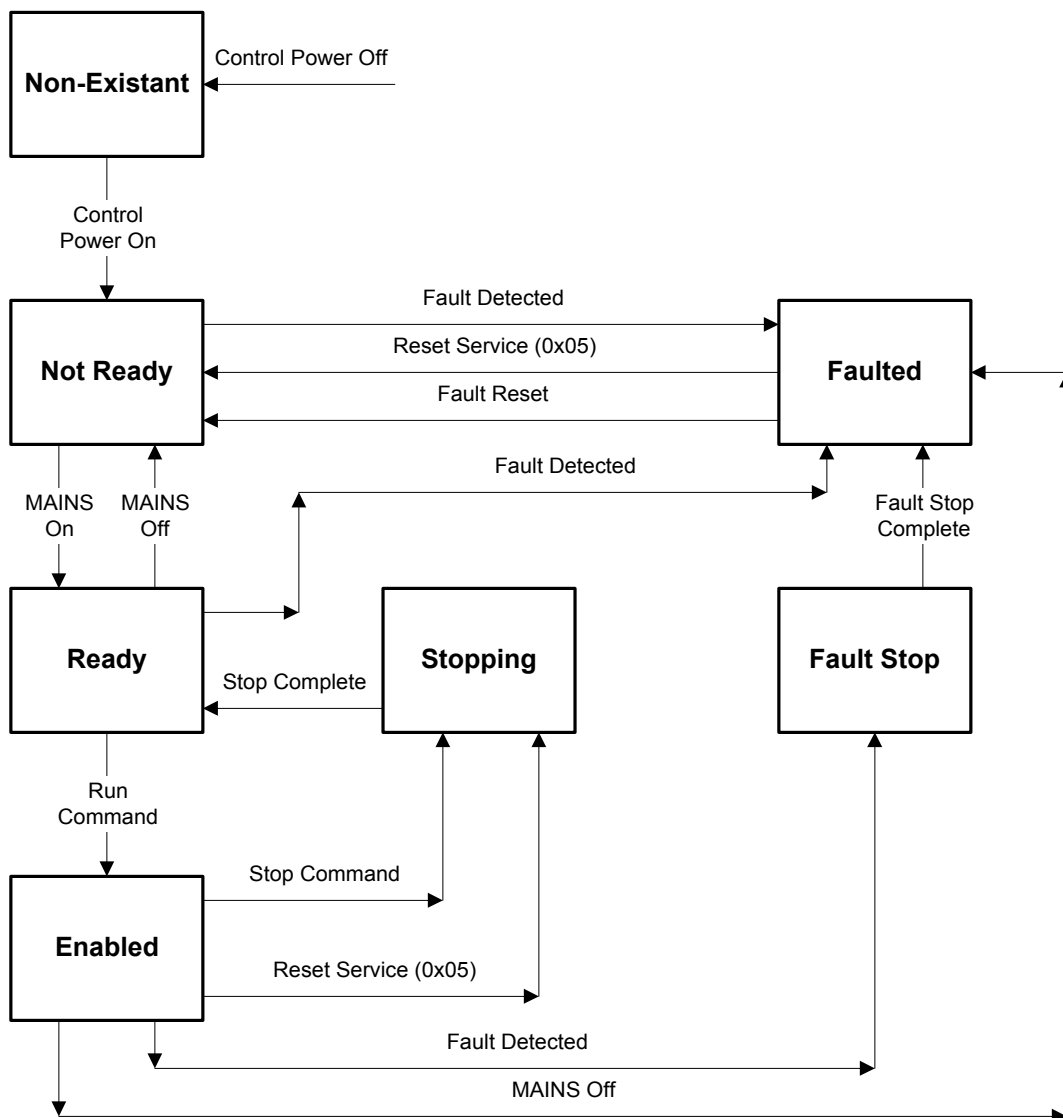 Control Power Off
Non-Existant
Control
Power On
Fault Detected
Reset Service (0x05)
Not Ready
Faulted
Fault Reset
Fault Detected
MAINS
On
MAINS
Off
Fault Stop
Complete
Ready
Stopping
Fault Stop
Stop Complete
Run
Command
Stop Command
Enabled
Reset Service (0x05)
Fault Detected
MAINS Off